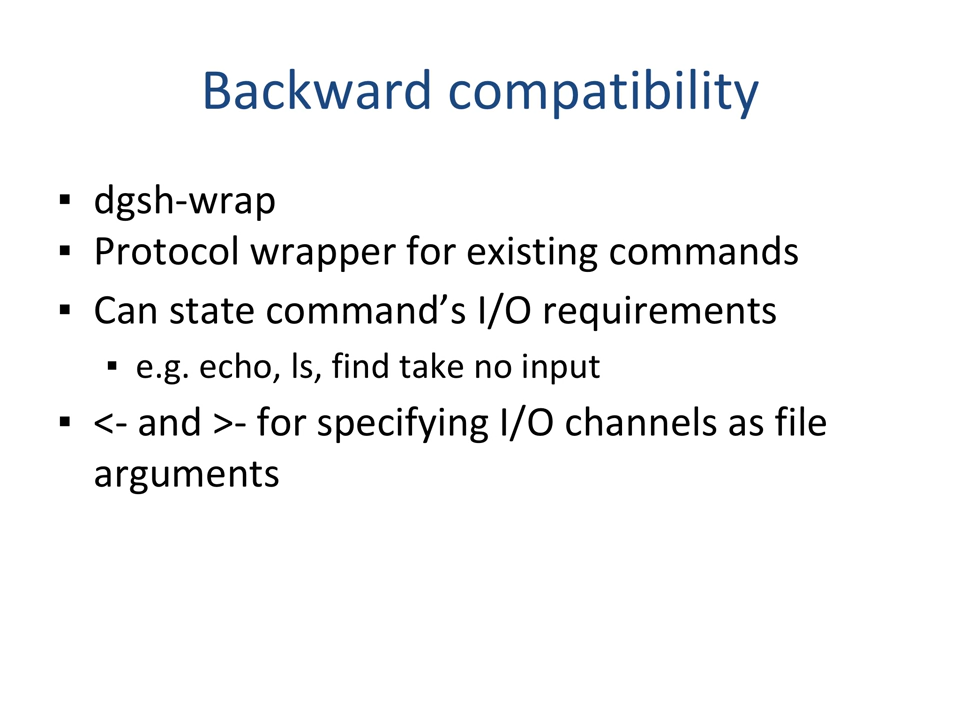 Backward compatibility
▪ dgsh-wrap
▪ Protocol wrapper for existing commands
▪ Can state command’s I/O requirements
▪ e.g. echo, ls, find take no input
▪ <- and >- for specifying I/O channels as file
arguments